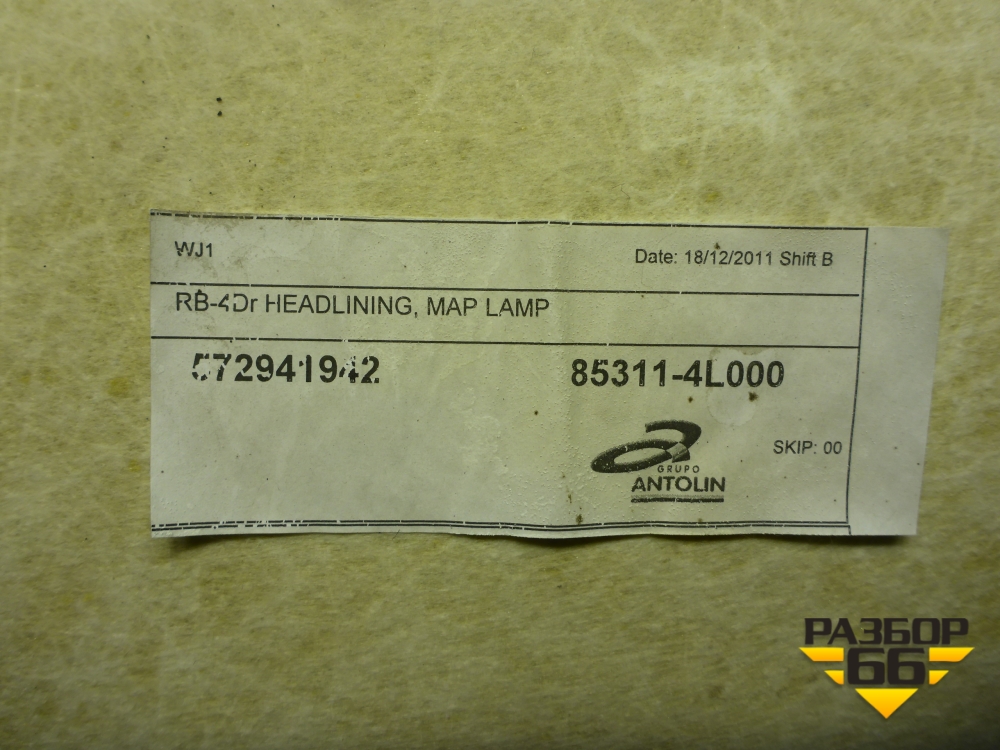 WJ1
Date: 18/12/2011 Shift B
RB-4Dr HEADLINING, MAP LAMP
572941942
85311-4L000
SKIP: 00
GRUPO
ANTOLIN
РАЗБОР
66